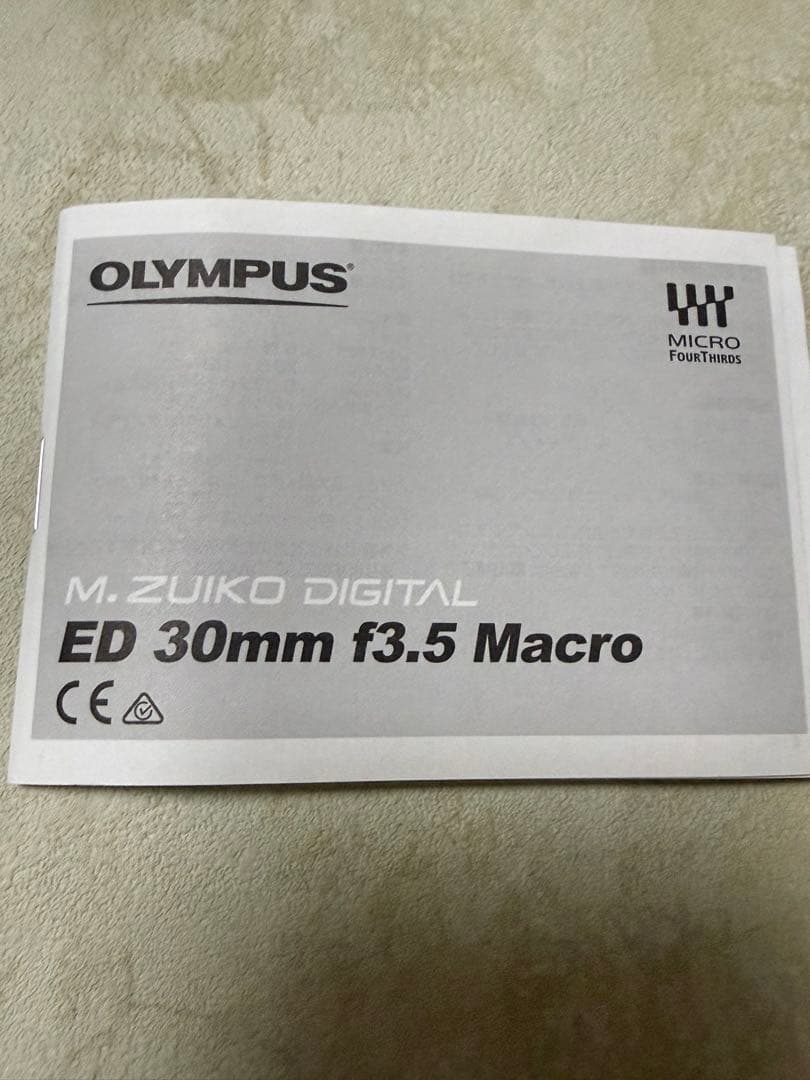 OLYMPUS®
MICRO
FOURTHIRDS
M. ZUIKO DIGITAL
ED 30mm f3.5 Macro
CE